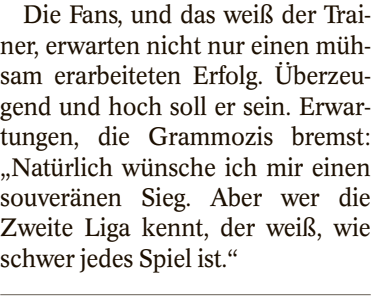 Die Fans, und das weiß der Trai-
ner, erwarten nicht nur einen müh-
sam erarbeiteten Erfolg. Überzeu-
gend und hoch soll er sein. Erwar-
tungen, die Grammozis bremst:
„Natürlich wünsche ich mir einen
souveränen Sieg. Aber wer die
Zweite Liga kennt, der weiß, wie
schwer jedes Spiel ist.“